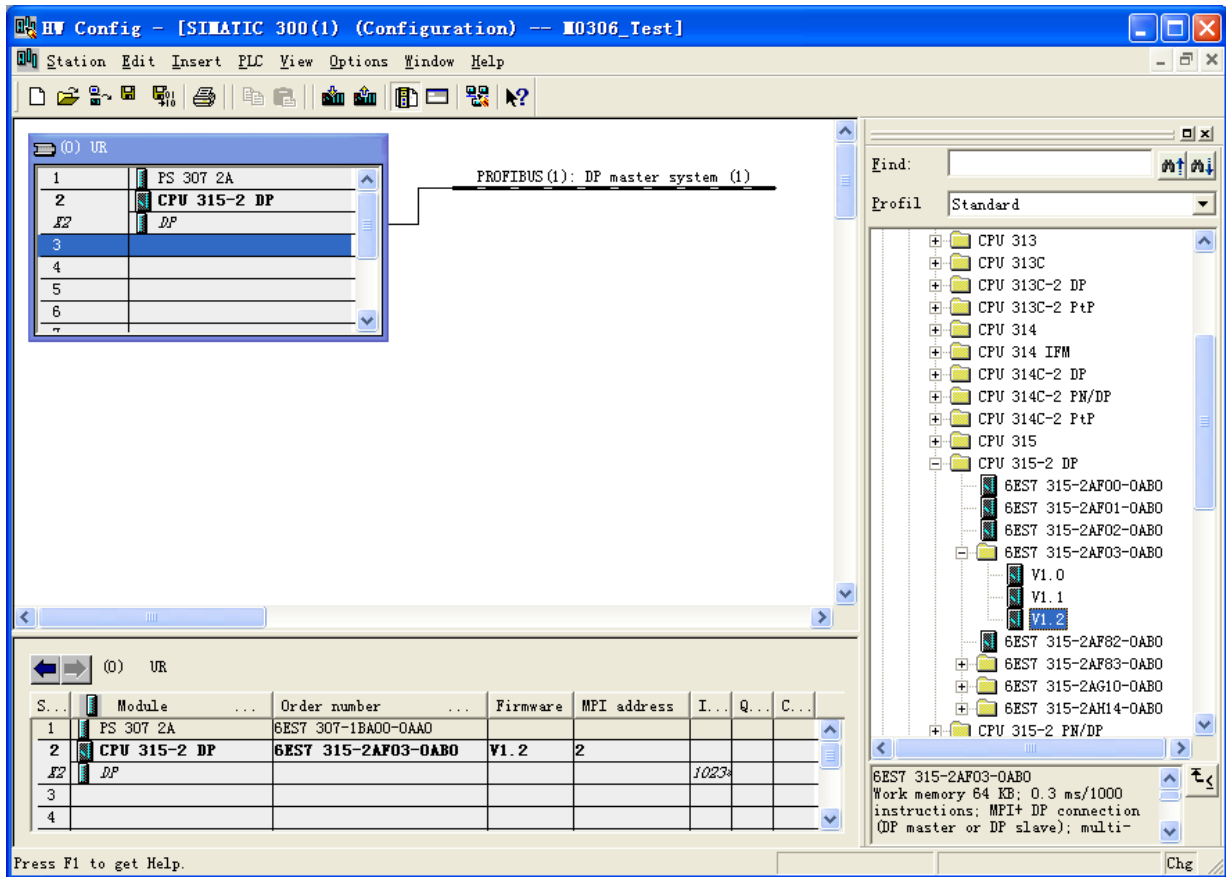 HW Config - [SIMATIC 300(1) (Configuration) -- M0306_Test]
Station Edit Insert PLC View Options Window Help
(0) UR
1 PS 307 2A
2 CPU 315-2 DP
X2 DP
3
4
5
6
7
PROFIBUS(1): DP master system (1)
Find:
Profil Standard
CPU 313
CPU 313C
CPU 313C-2 DP
CPU 313C-2 PtP
CPU 314
CPU 314 IFM
CPU 314C-2 DP
CPU 314C-2 PN/DP
CPU 314C-2 PtP
CPU 315
CPU 315-2 DP
6ES7 315-2AF00-0AB0
6ES7 315-2AF01-0AB0
6ES7 315-2AF02-0AB0
6ES7 315-2AF03-0AB0
V1.0
V1.1
V1.2
6ES7 315-2AF82-0AB0
6ES7 315-2AF83-0AB0
6ES7 315-2AG10-0AB0
6ES7 315-2AH14-0AB0
CPU 315-2 PN/DP
6ES7 315-2AF03-0AB0
Work memory 64 KB; 0.3 ms/1000
instructions; MPI+ DP connection
(DP master or DP slave); multi-
(0) UR
S... Module ... Order number ... Firmware MPI address I... Q... C...
1 PS 307 2A 6ES7 307-1BA00-0AA0
2 CPU 315-2 DP 6ES7 315-2AF03-0AB0 V1.2 2
X2 DP 1023*
3
4
Press F1 to get Help.
Chg